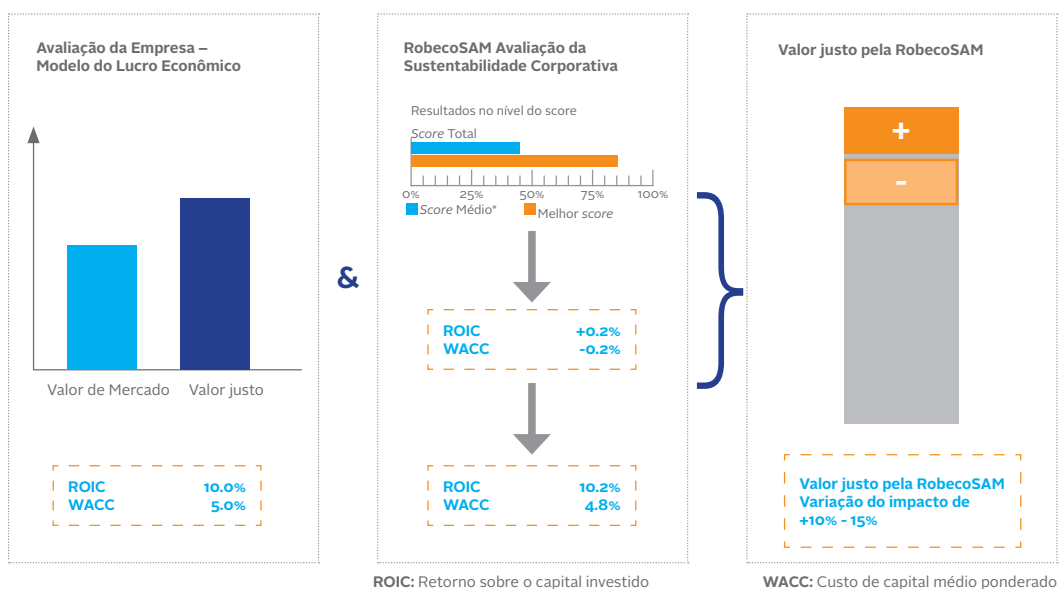 Avaliação da Empresa –
Modelo do Lucro Econômico
Valor de Mercado
Valor justo
ROIC 10.0%
WACC 5.0%
&
RobecoSAM Avaliação da
Sustentabilidade Corporativa
Resultados no nível do score
Score Total
0% 25% 50% 75% 100%
Score Médio* Melhor score
ROIC +0.2%
WACC -0.2%
ROIC 10.2%
WACC 4.8%
Valor justo pela RobecoSAM
+
-
Valor justo pela RobecoSAM
Variação do impacto de
+10% - 15%
ROIC: Retorno sobre o capital investido
WACC: Custo de capital médio ponderado